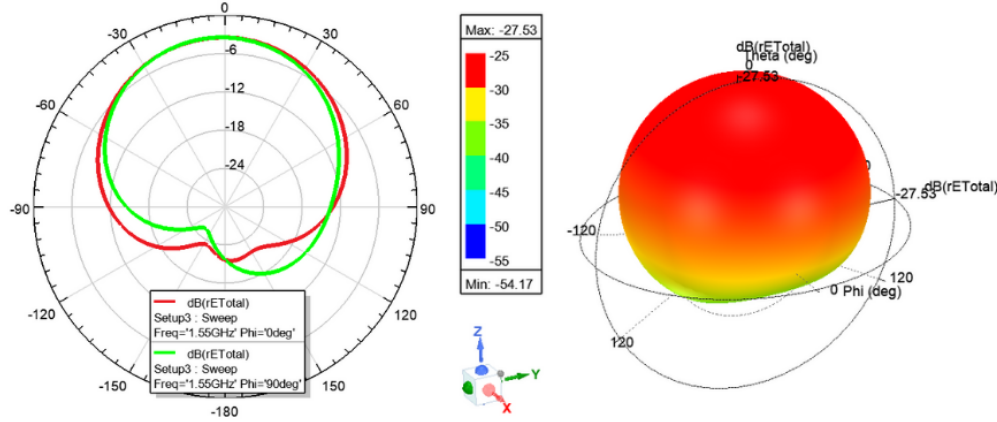 0
-30
30
-6
-60
60
-12
-18
-24
-90
90
-120
120
-150
150
-180
dB(rETotal)
Setup3 : Sweep
Freq='1.55GHz' Phi='0deg'
dB(rETotal)
Setup3 : Sweep
Freq='1.55GHz' Phi='90deg'
Max: -27.53
-25
-30
-35
-40
-45
-50
-55
Min: -54.17
Z
Y
X
dB(rETotal)
Theta (deg)
0
-27.53
0
dB(rETotal)
-27.53
-120
120
0 Phi (deg)
120